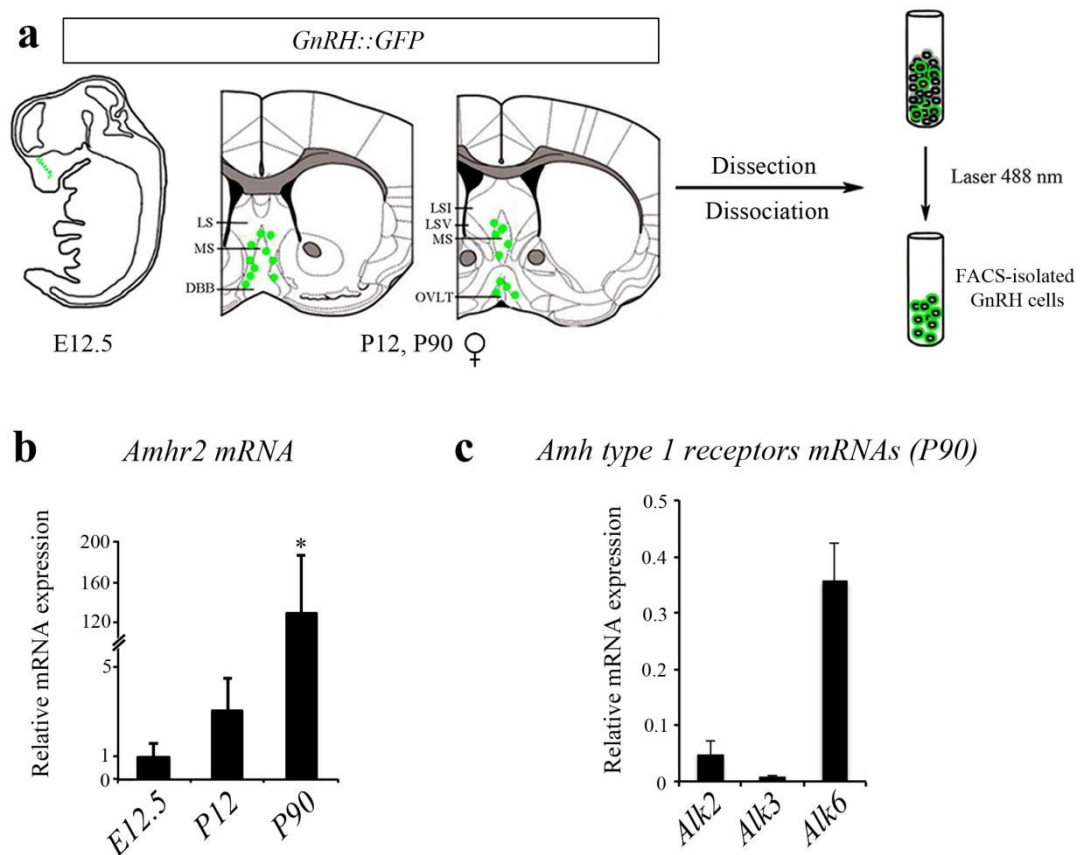 a
GnRH::GFP
LS
MS
DBB
LSI
LSV
MS
OVLT
E12.5
P12, P90 ♀
Dissection
Dissociation
Laser 488 nm
FACS-isolated
GnRH cells
b
Amhr2 mRNA
Relative mRNA expression
200
160
120
5
1
0
*
E12.5
P12
P90
c
Amh type 1 receptors mRNAs (P90)
Relative mRNA expression
0.5
0.4
0.3
0.2
0.1
0
Alk2
Alk3
Alk6